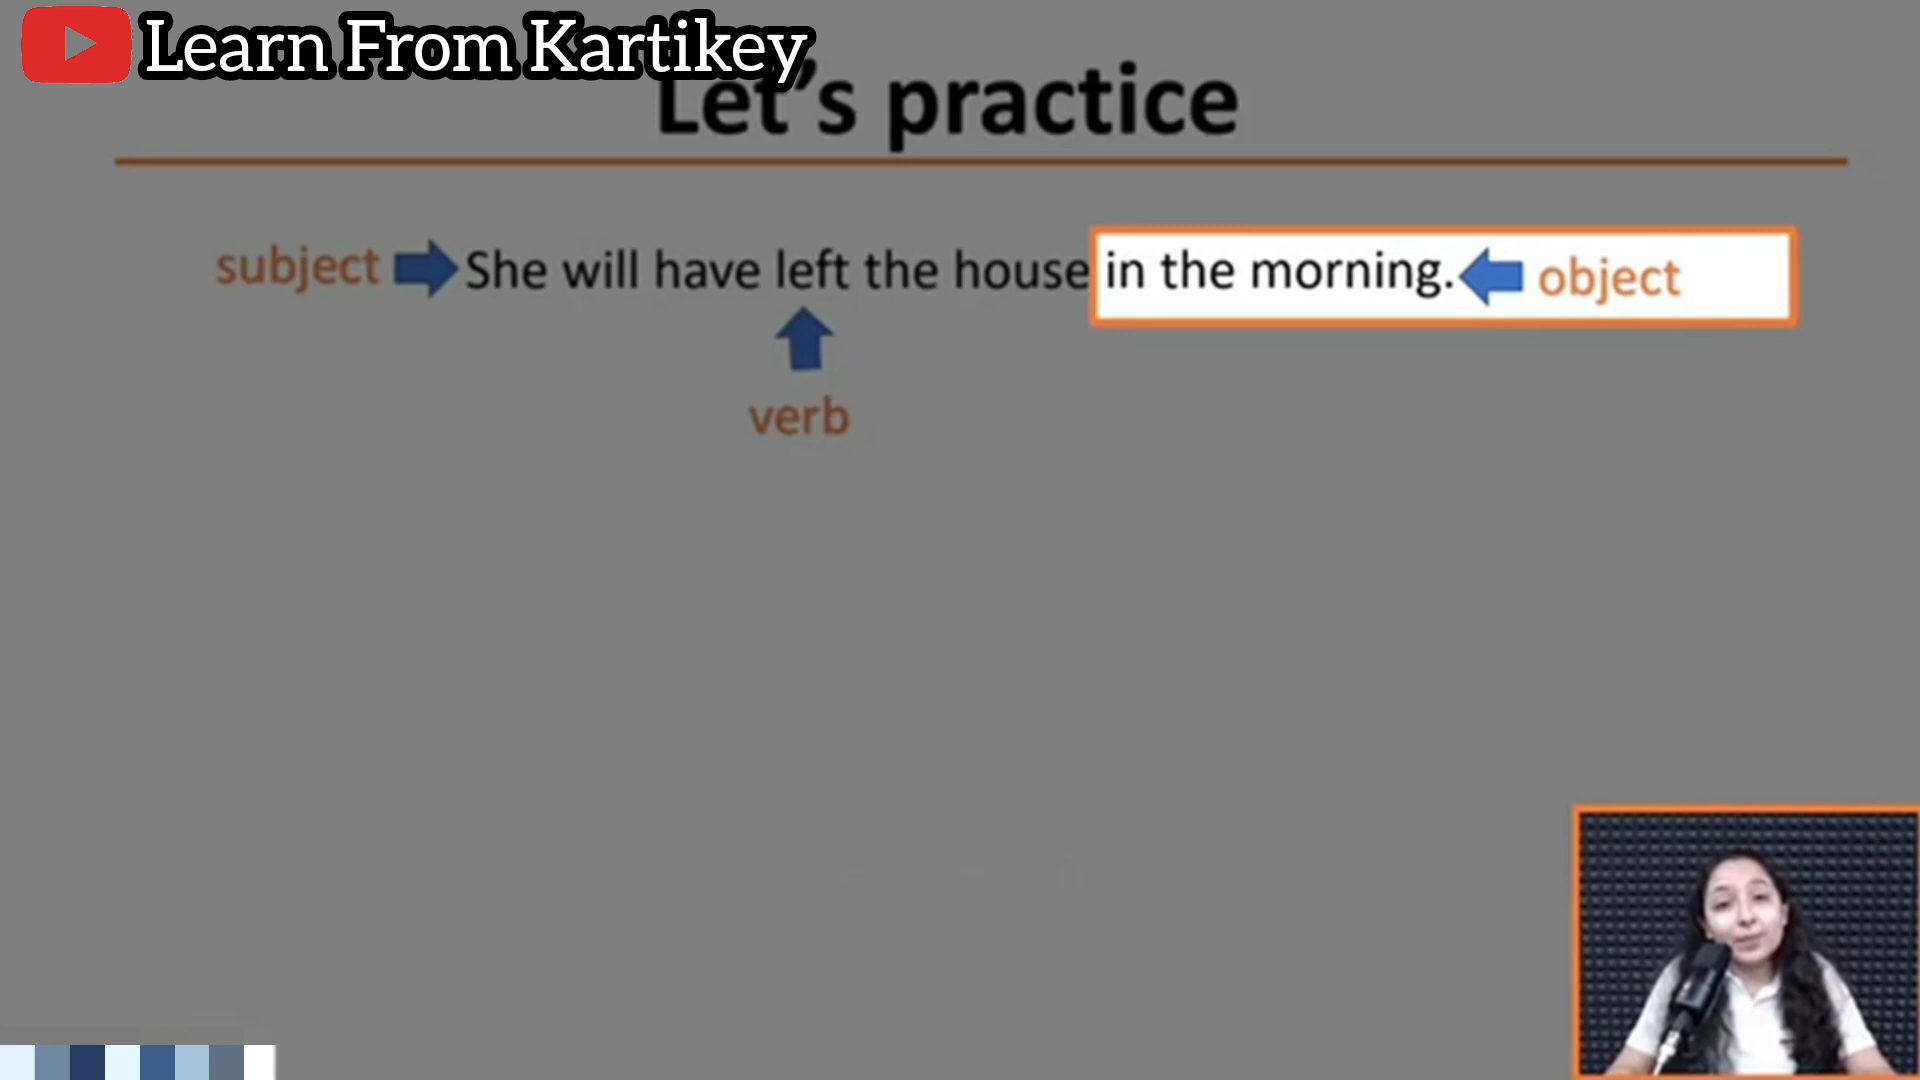 Learn From Kartikey
Let's practice
subject She will have left the house in the morning. object
verb